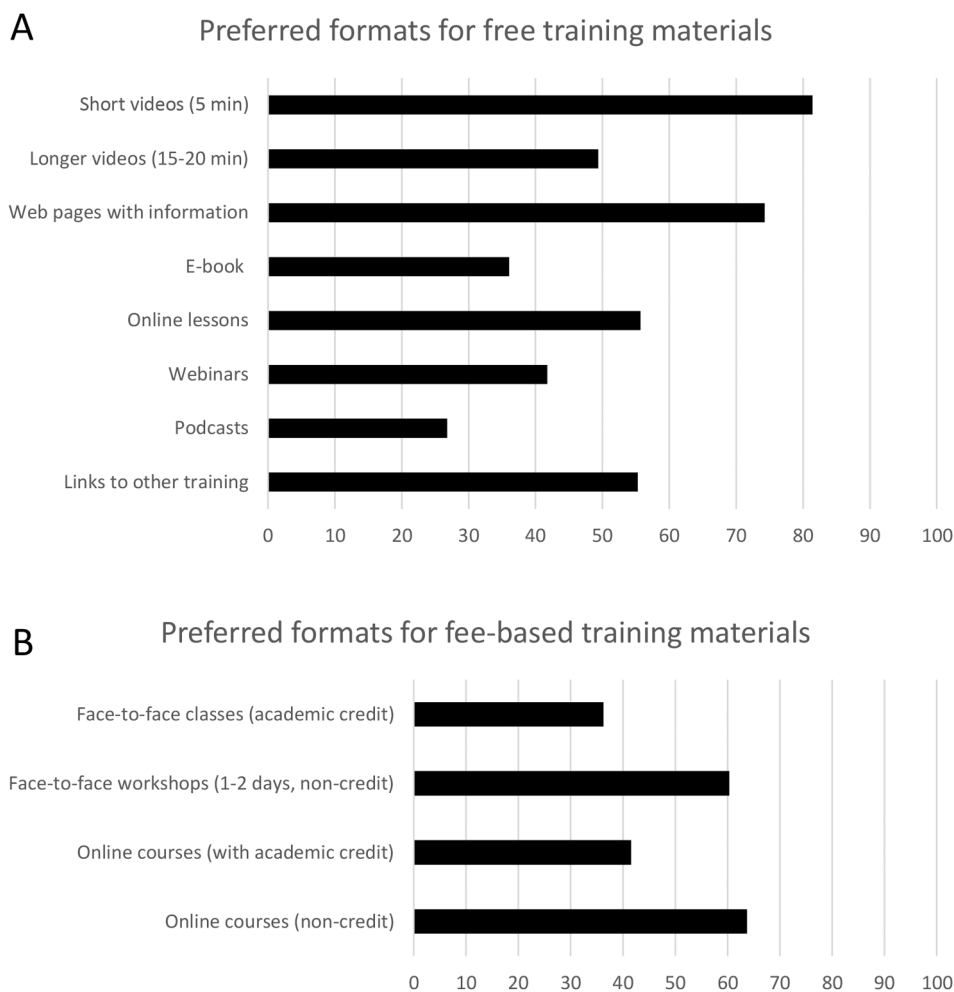 A
Preferred formats for free training materials
Short videos (5 min)
Longer videos (15-20 min)
Web pages with information
E-book
Online lessons
Webinars
Podcasts
Links to other training
0 10 20 30 40 50 60 70 80 90 100
B
Preferred formats for fee-based training materials
Face-to-face classes (academic credit)
Face-to-face workshops (1-2 days, non-credit)
Online courses (with academic credit)
Online courses (non-credit)
0 10 20 30 40 50 60 70 80 90 100